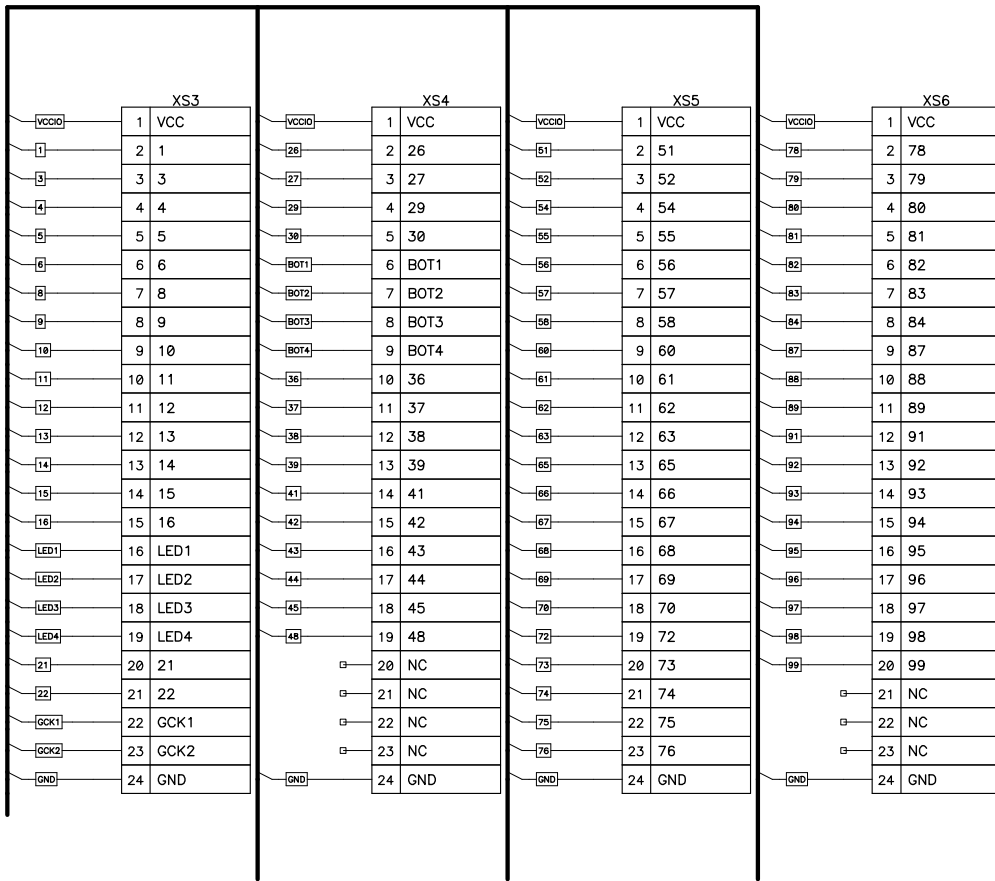 XS3
VCCIO 1 VCC
1 2 1
3 3 3
4 4 4
5 5 5
6 6 6
8 7 8
9 8 9
10 9 10
11 10 11
12 11 12
13 12 13
14 13 14
15 14 15
16 15 16
LED1 16 LED1
LED2 17 LED2
LED3 18 LED3
LED4 19 LED4
21 20 21
22 21 22
GCK1 22 GCK1
GCK2 23 GCK2
GND 24 GND
XS4
VCCIO 1 VCC
26 2 26
27 3 27
29 4 29
30 5 30
BOT1 6 BOT1
BOT2 7 BOT2
BOT3 8 BOT3
BOT4 9 BOT4
36 10 36
37 11 37
38 12 38
39 13 39
41 14 41
42 15 42
43 16 43
44 17 44
45 18 45
48 19 48
20 NC
21 NC
22 NC
23 NC
GND 24 GND
XS5
VCCIO 1 VCC
51 2 51
52 3 52
54 4 54
55 5 55
56 6 56
57 7 57
58 8 58
60 9 60
61 10 61
62 11 62
63 12 63
65 13 65
66 14 66
67 15 67
68 16 68
69 17 69
70 18 70
72 19 72
73 20 73
74 21 74
75 22 75
76 23 76
GND 24 GND
XS6
VCCIO 1 VCC
78 2 78
79 3 79
80 4 80
81 5 81
82 6 82
83 7 83
84 8 84
87 9 87
88 10 88
89 11 89
91 12 91
92 13 92
93 14 93
94 15 94
95 16 95
96 17 96
97 18 97
98 19 98
99 20 99
21 NC
22 NC
23 NC
GND 24 GND